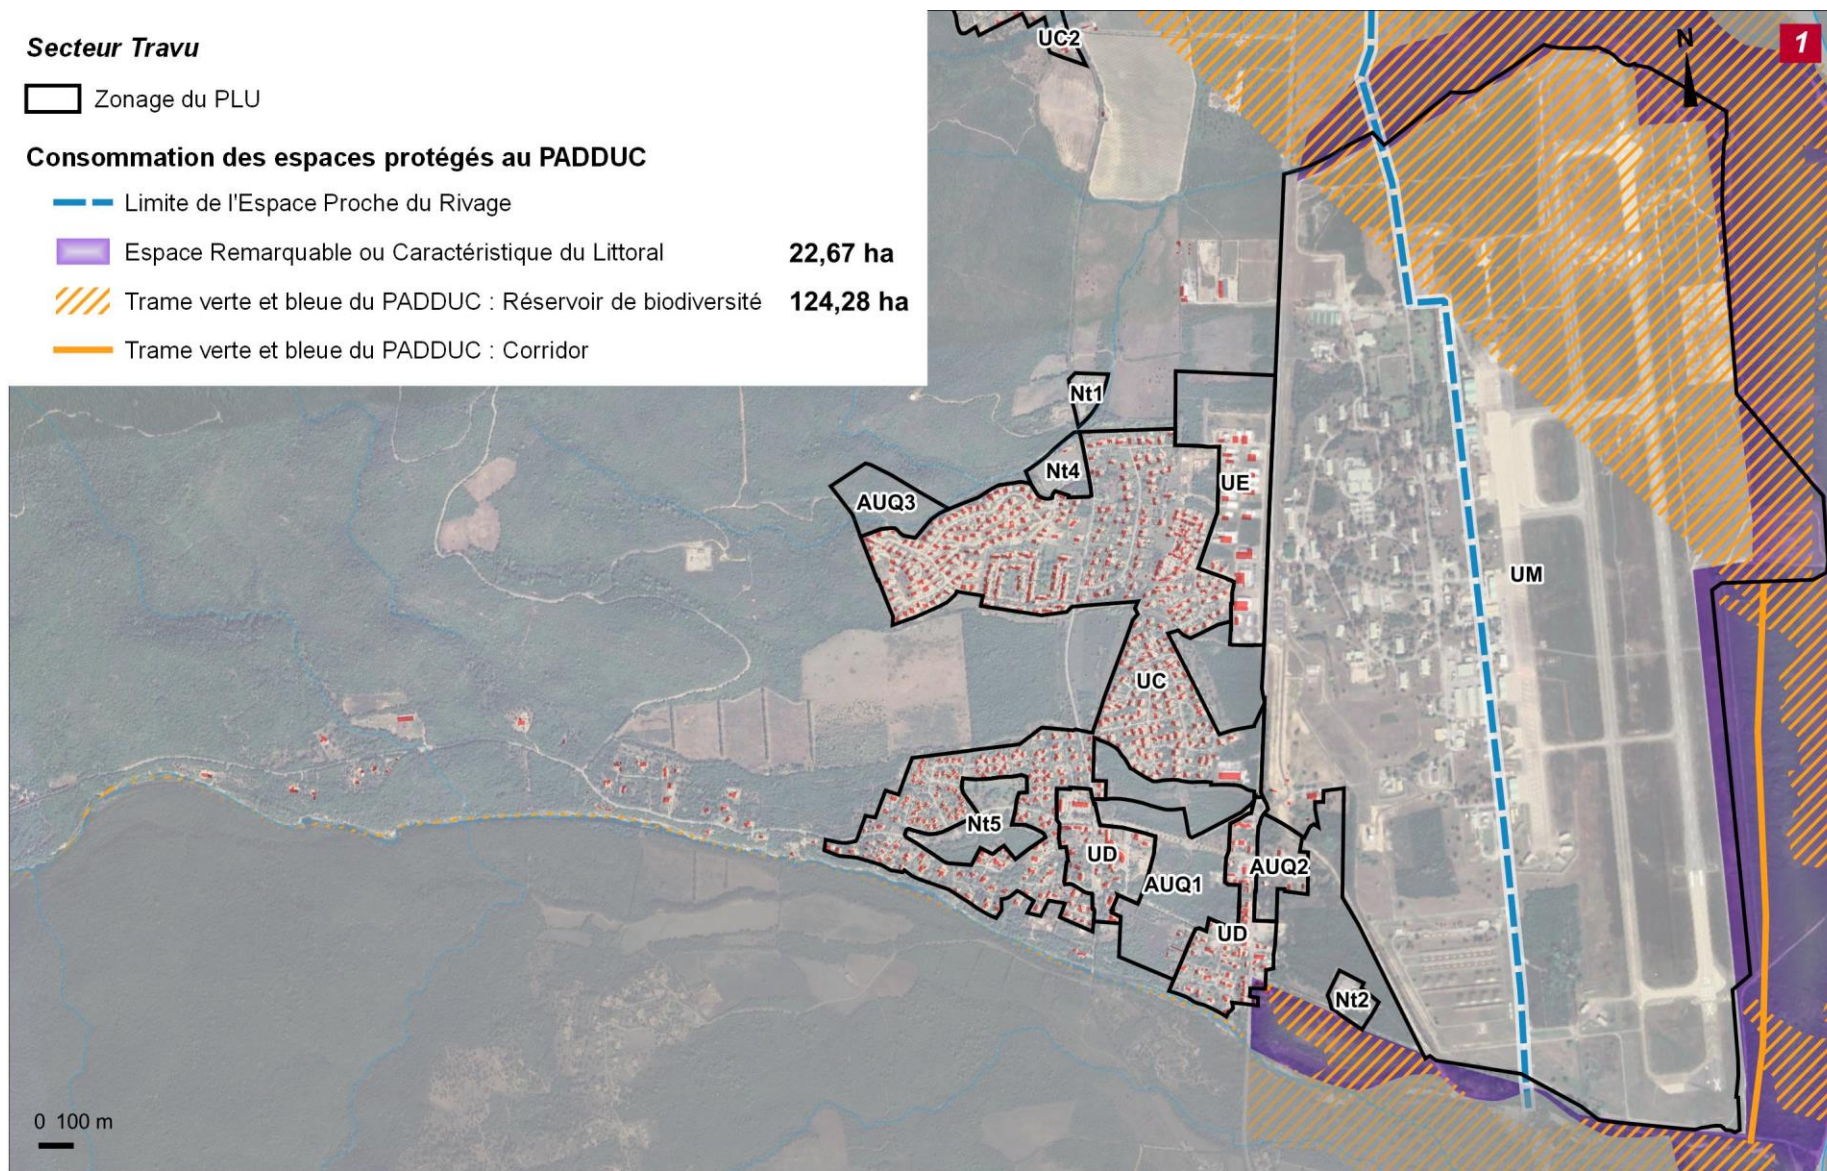 Secteur Travu
Zonage du PLU
Consommation des espaces protégés au PADDUC
Limite de l'Espace Proche du Rivage
Espace Remarquable ou Caractéristique du Littoral 22,67 ha
Trame verte et bleue du PADDUC : Réservoir de biodiversité 124,28 ha
Trame verte et bleue du PADDUC : Corridor
UC2
N
1
Nt1
Nt4
UE
AUQ3
UM
UC
Nt5
UD
AUQ2
AUQ1
UD
Nt2
0 100 m